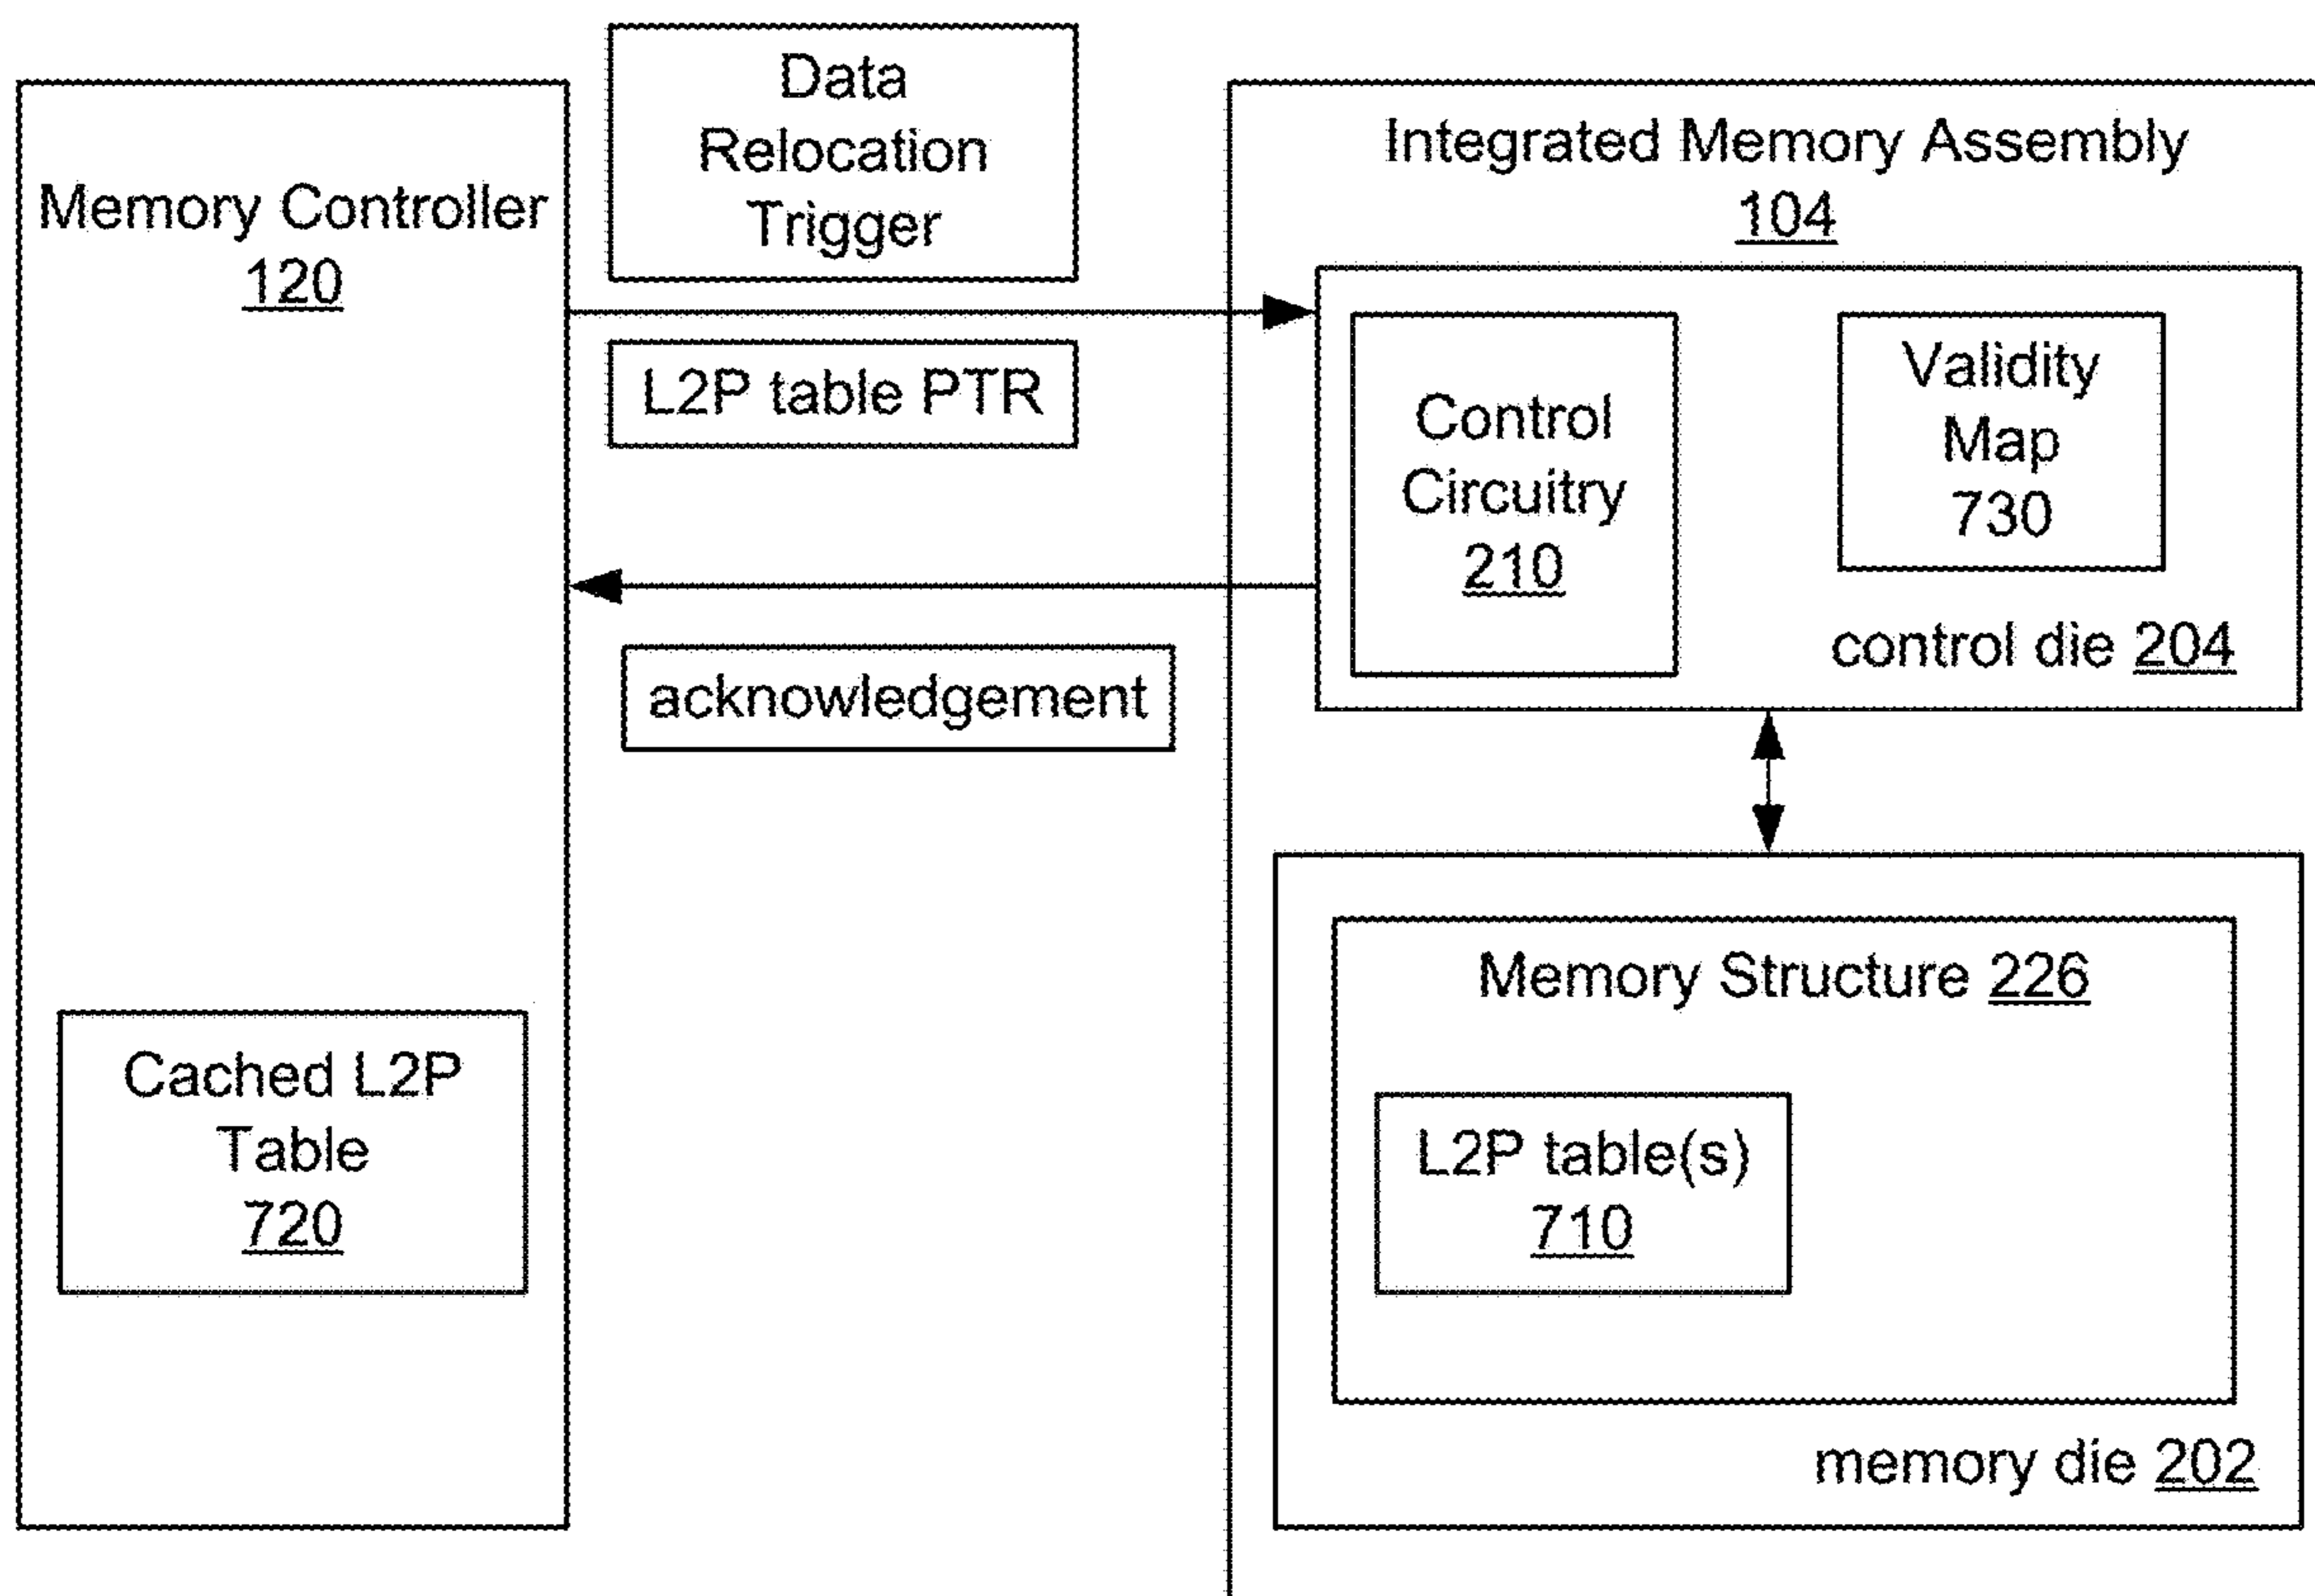 Memory Controller
120
Data
Relocation
Trigger
L2P table PTR
acknowledgement
Cached L2P
Table
720
Integrated Memory Assembly
104
Control
Circuitry
210
Validity
Map
730
control die 204
Memory Structure 226
L2P table(s)
710
memory die 202